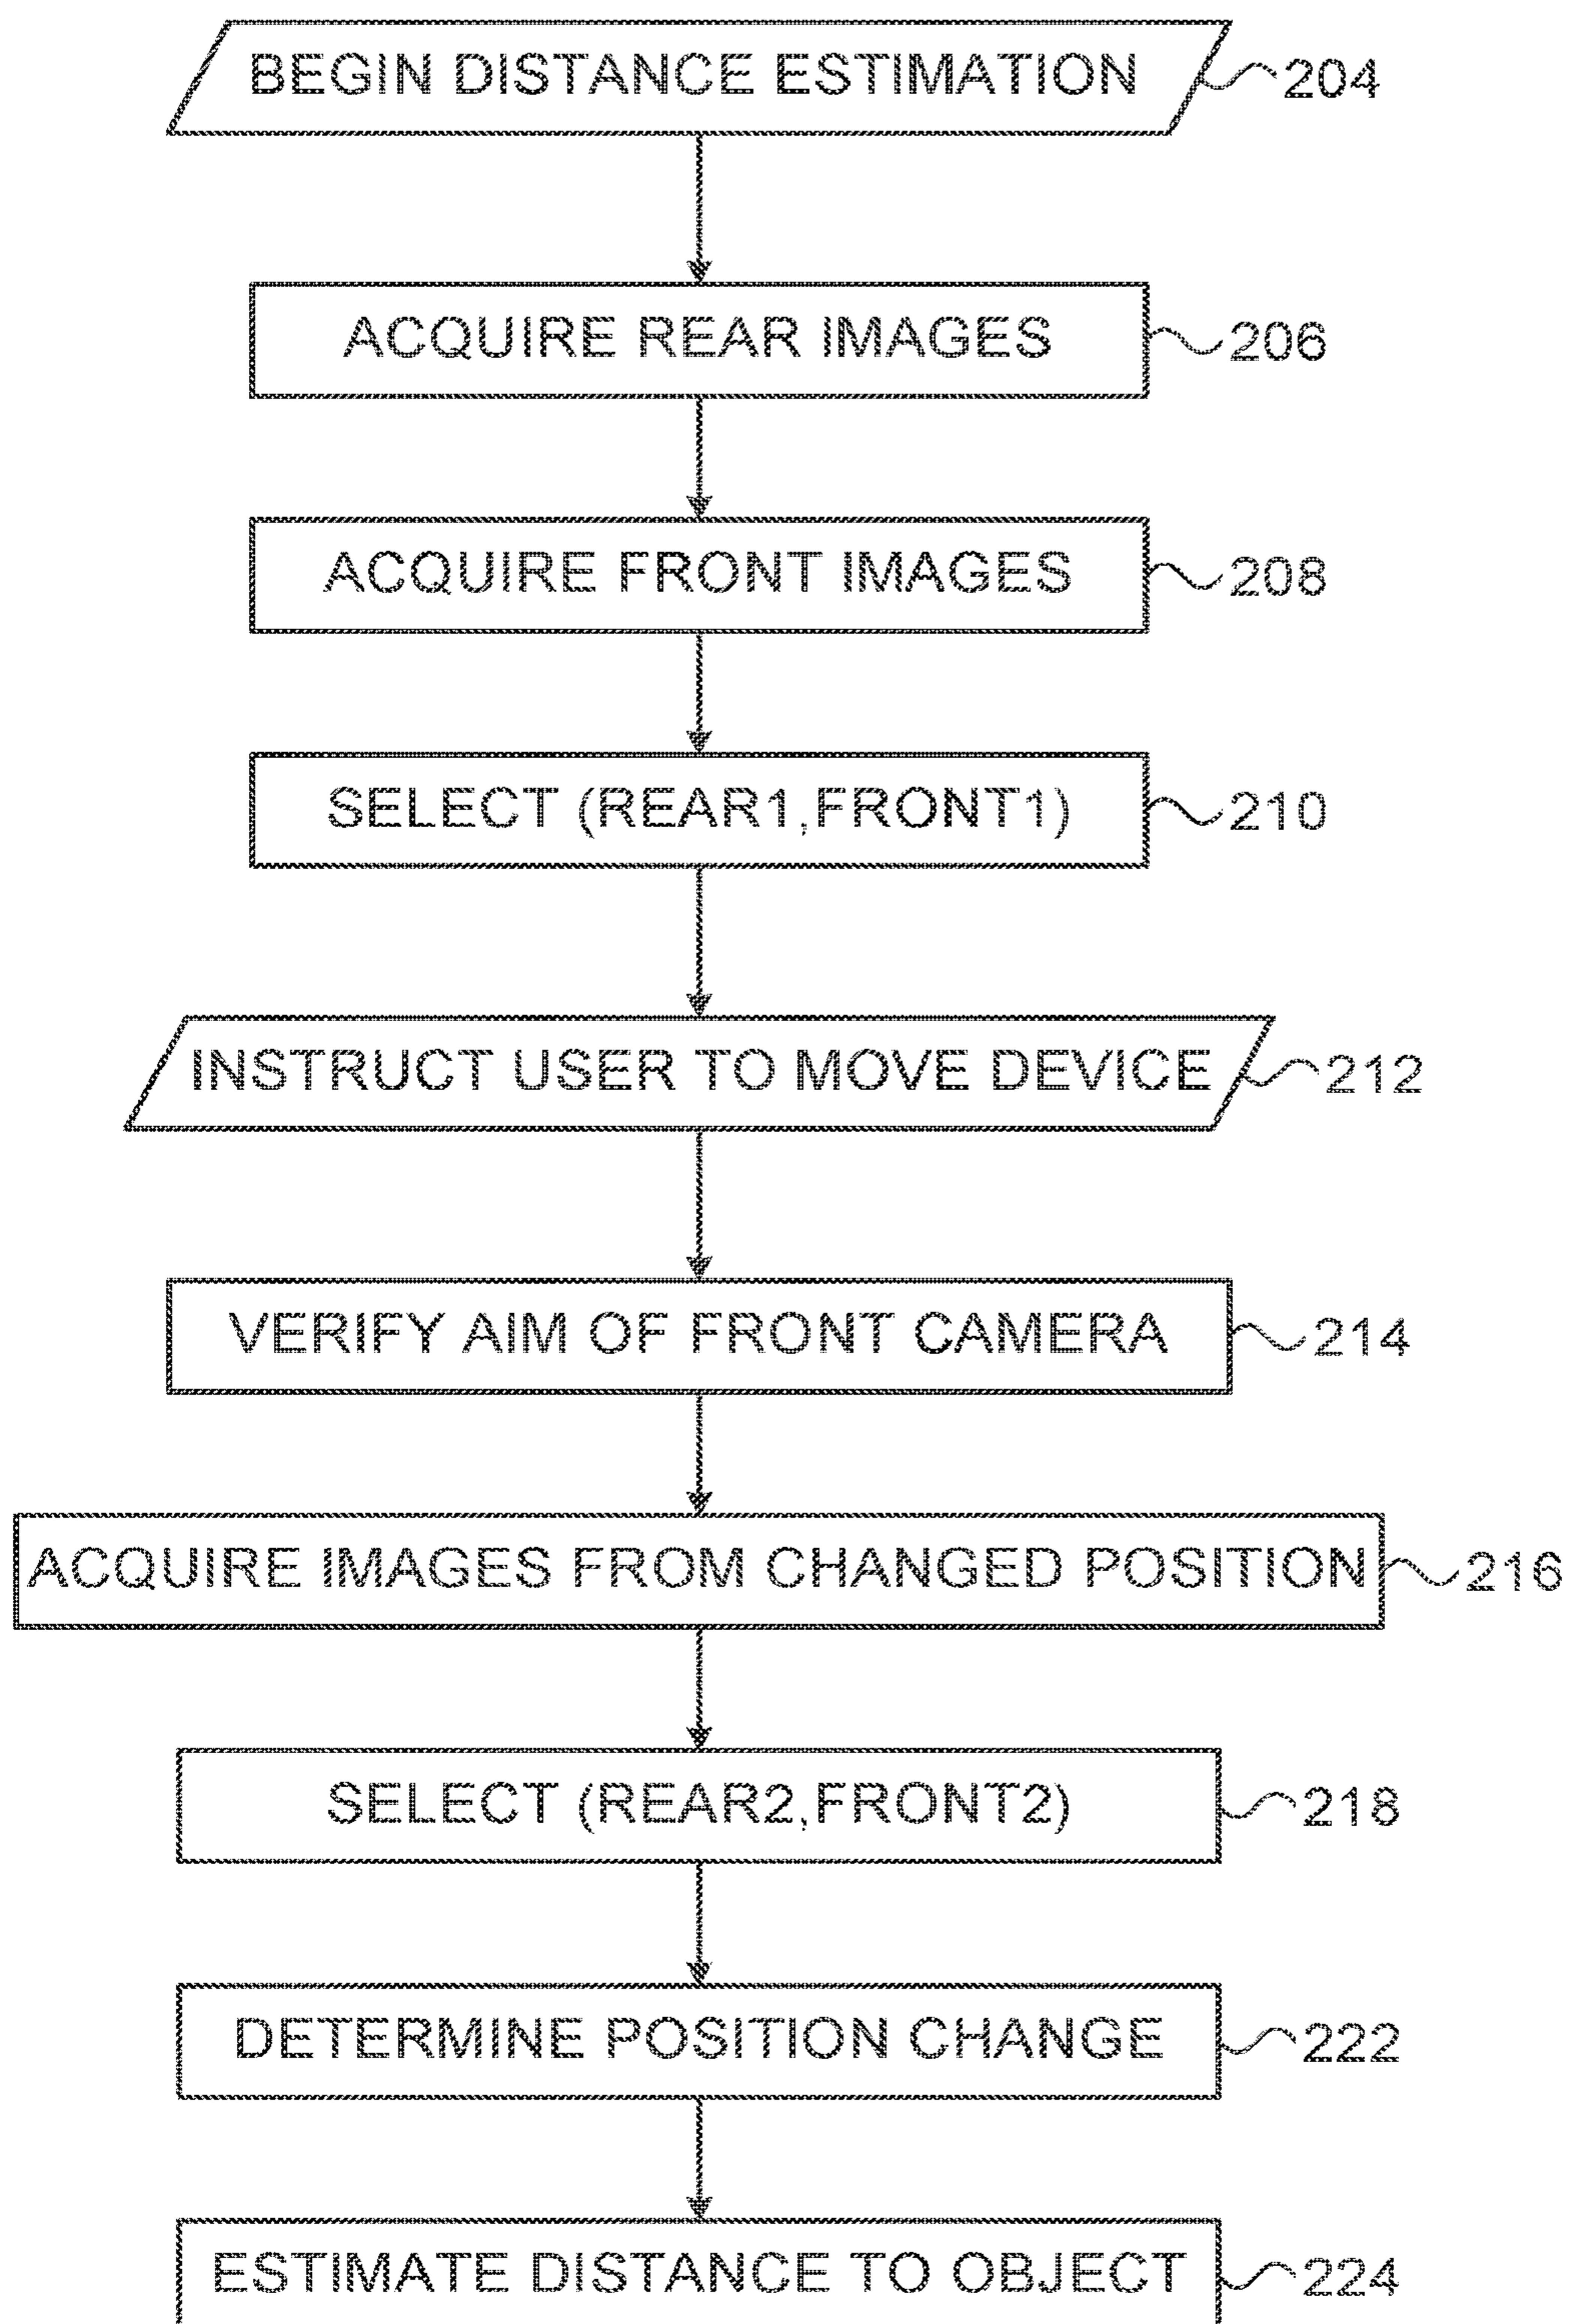 BEGIN DISTANCE ESTIMATION 204
ACQUIRE REAR IMAGES 206
ACQUIRE FRONT IMAGES 208
SELECT (REAR1,FRONT1) 210
INSTRUCT USER TO MOVE DEVICE 212
VERIFY AIM OF FRONT CAMERA 214
ACQUIRE IMAGES FROM CHANGED POSITION 216
SELECT (REAR2,FRONT2) 218
DETERMINE POSITION CHANGE 222
ESTIMATE DISTANCE TO OBJECT 224